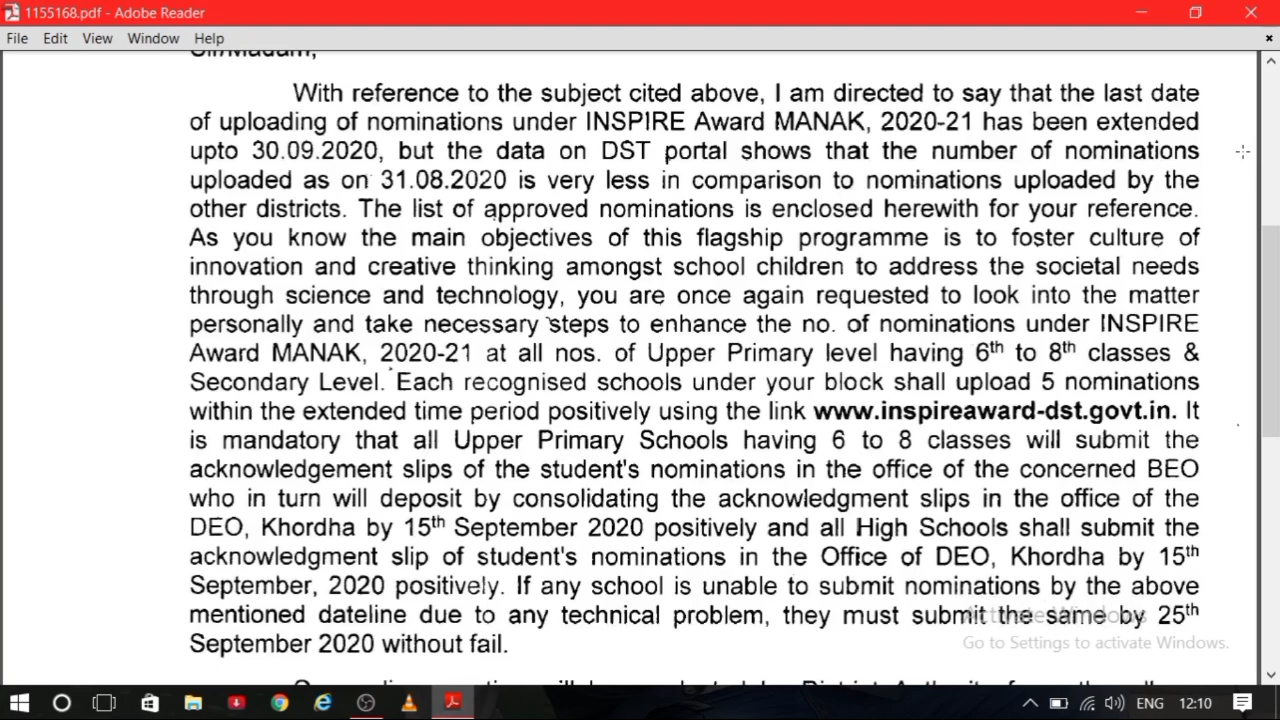 1155168.pdf - Adobe Reader
File Edit View Window Help
Sir/Madam,
With reference to the subject cited above, I am directed to say that the last date
of uploading of nominations under INSPIRE Award MANAK, 2020-21 has been extended
upto 30.09.2020, but the data on DST portal shows that the number of nominations
uploaded as on 31.08.2020 is very less in comparison to nominations uploaded by the
other districts. The list of approved nominations is enclosed herewith for your reference.
As you know the main objectives of this flagship programme is to foster culture of
innovation and creative thinking amongst school children to address the societal needs
through science and technology, you are once again requested to look into the matter
personally and take necessary steps to enhance the no. of nominations under INSPIRE
Award MANAK, 2020-21 at all nos. of Upper Primary level having 6th to 8th classes &
Secondary Level. Each recognised schools under your block shall upload 5 nominations
within the extended time period positively using the link www.inspireaward-dst.govt.in. It
is mandatory that all Upper Primary Schools having 6 to 8 classes will submit the
acknowledgement slips of the student's nominations in the office of the concerned BEO
who in turn will deposit by consolidating the acknowledgment slips in the office of the
DEO, Khordha by 15th September 2020 positively and all High Schools shall submit the
acknowledgment slip of student's nominations in the Office of DEO, Khordha by 15th
September, 2020 positively. If any school is unable to submit nominations by the above
mentioned dateline due to any technical problem, they must submit the same by 25th
September 2020 without fail.
Activate Windows
Go to Settings to activate Windows.
ENG 12:10